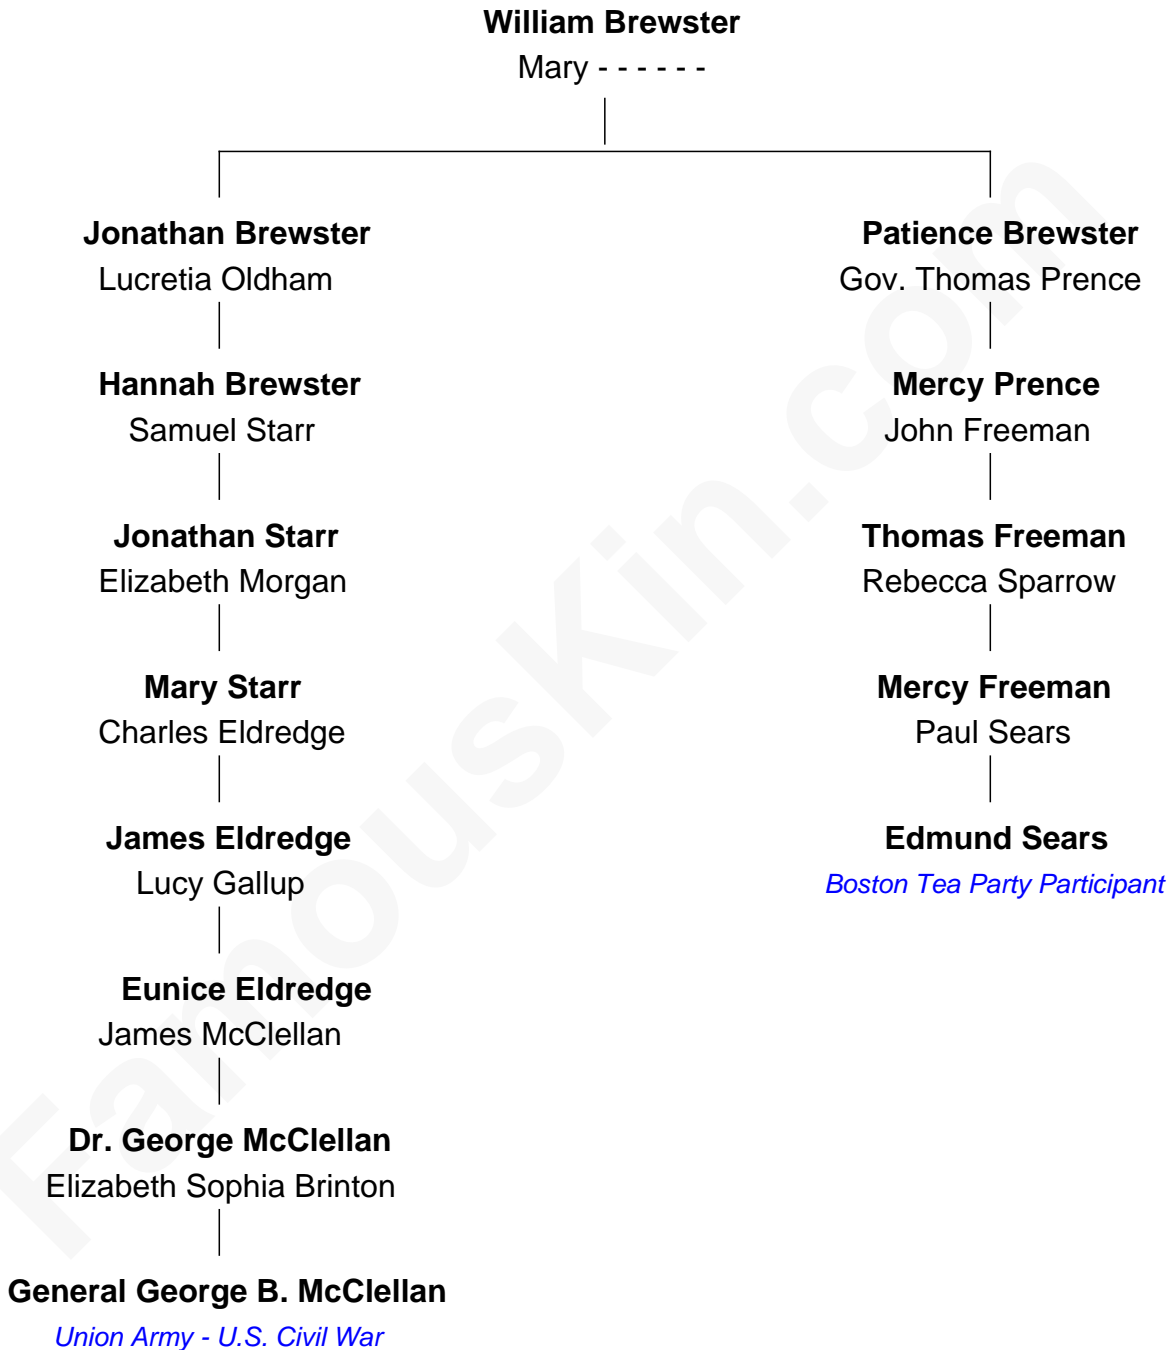 William Brewster
Mary - - - - - -
Jonathan Brewster
Lucretia Oldham
Patience Brewster
Gov. Thomas Prence
Hannah Brewster
Samuel Starr
Mercy Prence
John Freeman
Jonathan Starr
Elizabeth Morgan
Thomas Freeman
Rebecca Sparrow
Mary Starr
Charles Eldredge
Mercy Freeman
Paul Sears
James Eldredge
Lucy Gallup
Edmund Sears
Boston Tea Party Participant
Eunice Eldredge
James McClellan
Dr. George McClellan
Elizabeth Sophia Brinton
General George B. McClellan
Union Army - U.S. Civil War
FamousKin.com